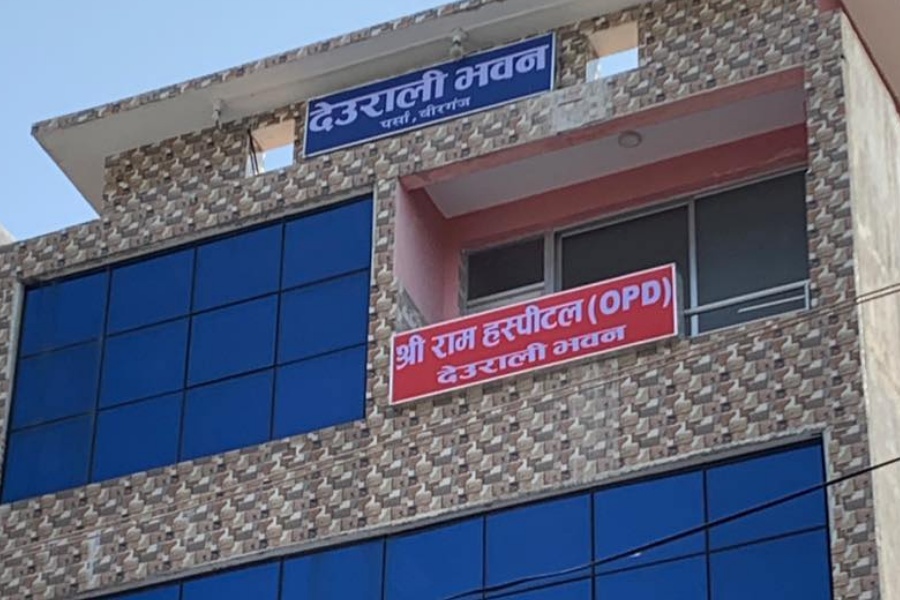 देउराली भवन
पर्सा, वीरगंज
श्री राम हस्पीटल (OPD)
देउराली भवन